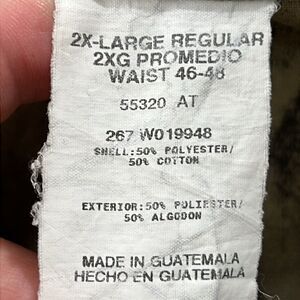 2X-LARGE REGULAR
2XG PROMEDIO
WAIST 46-48
55320 AT
267 W019948
SHELL:50% POLYESTER/
50% COTTON
EXTERIOR:50% POLIESTER/
50% ALGODON
MADE IN GUATEMALA
HECHO EN GUATEMALA